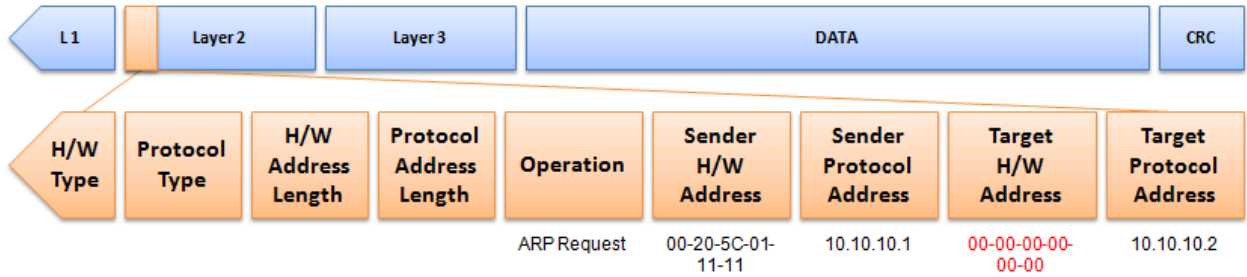 L 1
Layer 2
Layer 3
DATA
CRC
H/W
Type
Protocol
Type
H/W
Address
Length
Protocol
Address
Length
Operation
Sender
H/W
Address
Sender
Protocol
Address
Target
H/W
Address
Target
Protocol
Address
ARP Request
00-20-5C-01-
11-11
10.10.10.1
00-00-00-00-
00-00
10.10.10.2